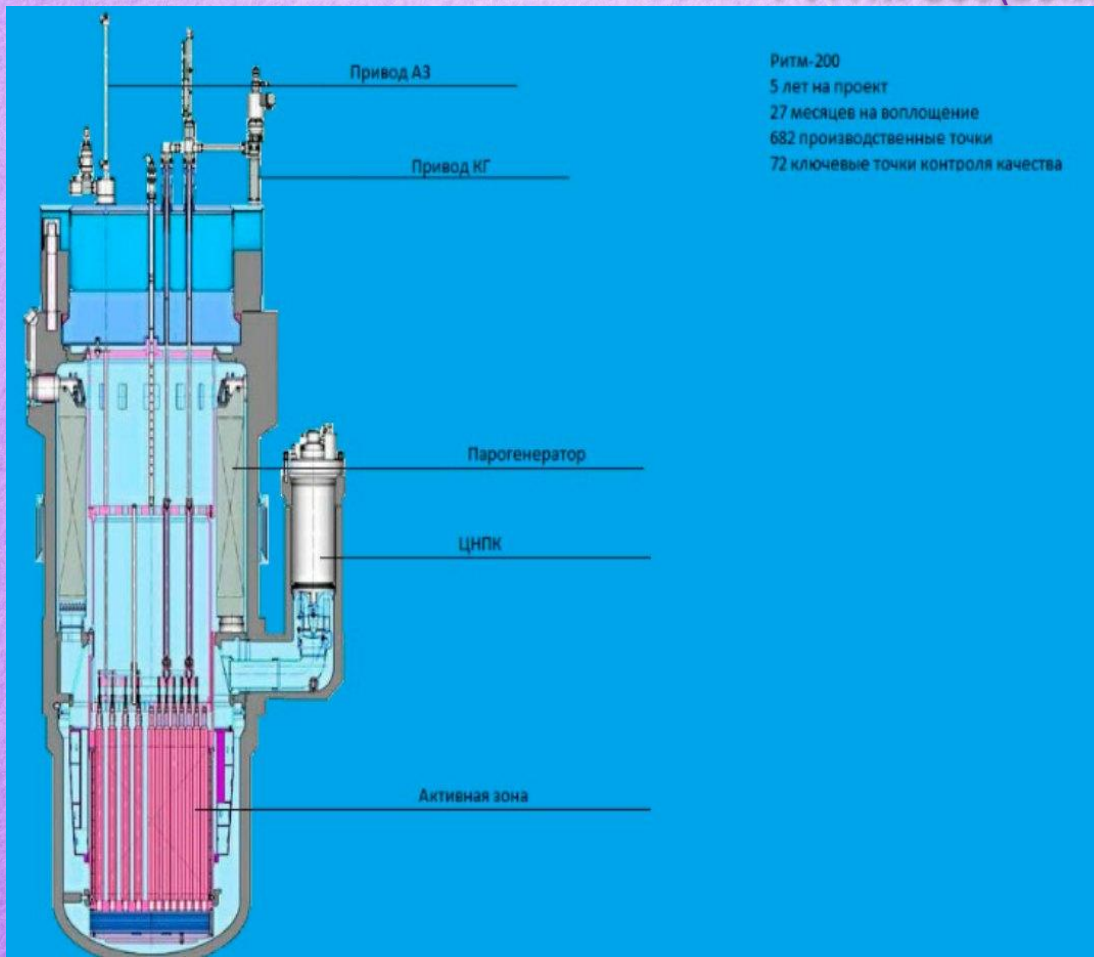 Привод АЗ
Привод КГ
Парогенератор
ЦНПК
Активная зона
Ритм-200
5 лет на проект
27 месяцев на воплощение
682 производственные точки
72 ключевые точки контроля качества